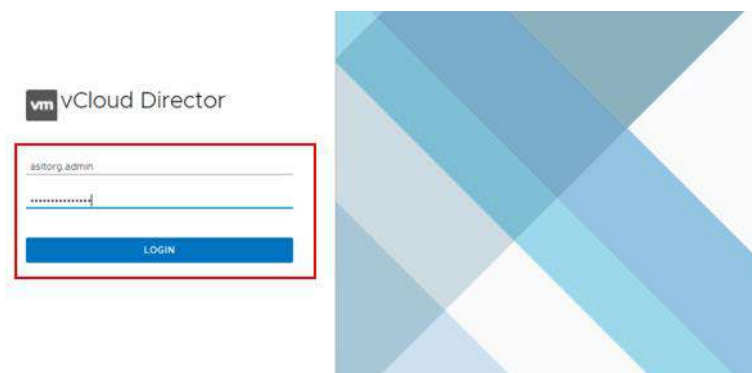 vm vCloud Director
asitorg.admin
•••••••••••••••
LOGIN